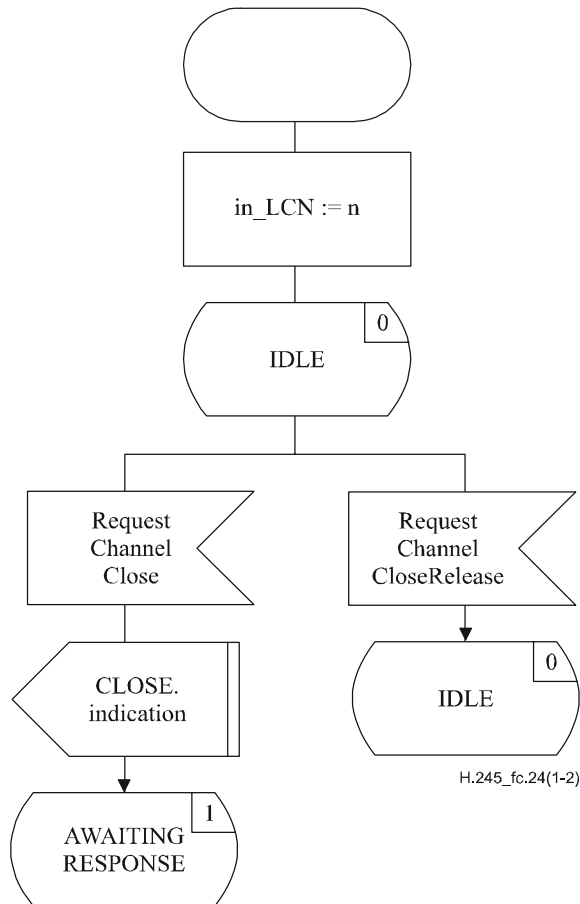 in_LCN := n
0
IDLE
Request
Channel
Close
Request
Channel
CloseRelease
CLOSE.
indication
0
IDLE
H.245_fc.24(1-2)
1
AWAITING
RESPONSE